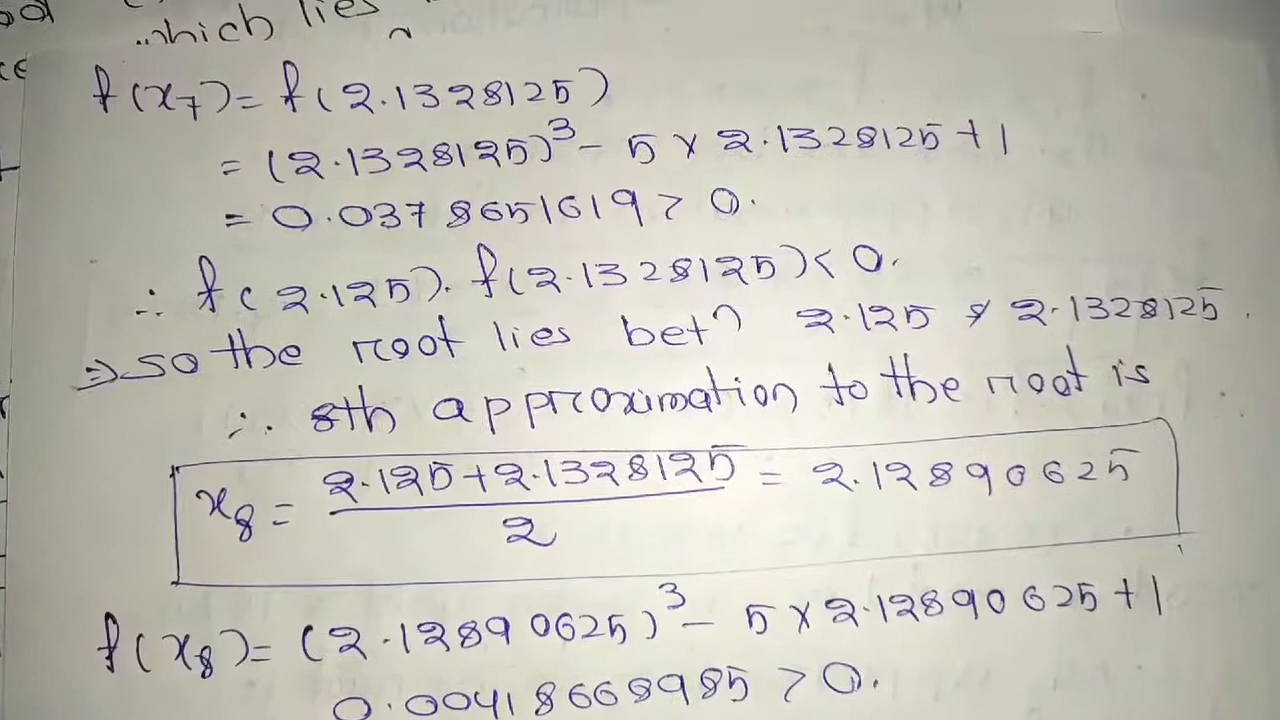 which lies
f(x₇) = f(2.1328125)
= (2.1328125)³ - 5 × 2.1328125 + 1
= 0.0378651619 > 0.
∴ f(2.125). f(2.1328125) < 0.
⇒ so the root lies betⁿ 2.125 & 2.1328125.
∴ 8th approximation to the root is
x₈ = (2.125 + 2.1328125)/2 = 2.12890625
f(x₈) = (2.12890625)³ - 5 × 2.12890625 + 1
0.00418668985 > 0.